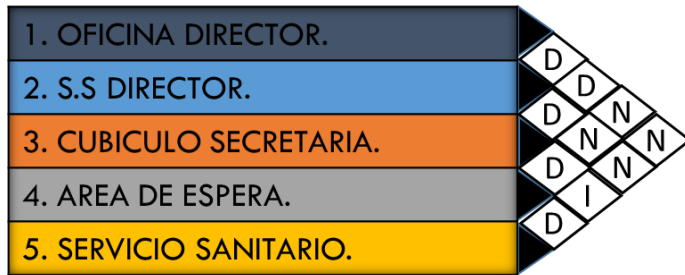 1. OFICINA DIRECTOR.
D
2. S.S DIRECTOR.
D
D N
3. CUBICULO SECRETARIA.
N N
D N
4. AREA DE ESPERA.
I
D
5. SERVICIO SANITARIO.